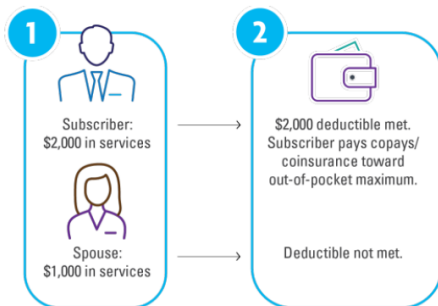 1
2
Subscriber:
$2,000 in services
$2,000 deductible met.
Subscriber pays copays/
coinsurance toward
out-of-pocket maximum.
Spouse:
$1,000 in services
Deductible not met.